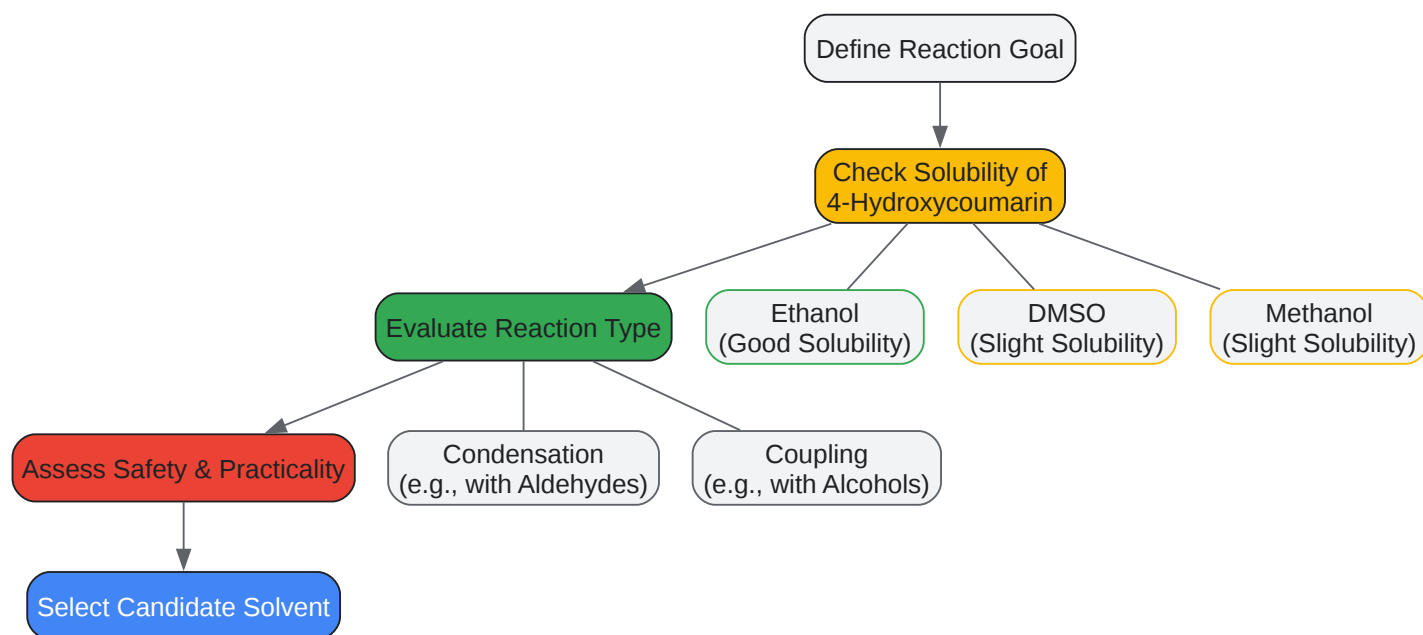 Define Reaction Goal
Check Solubility of
4-Hydroxycoumarin
Evaluate Reaction Type
Ethanol
(Good Solubility)
DMSO
(Slight Solubility)
Methanol
(Slight Solubility)
Assess Safety & Practicality
Condensation
(e.g., with Aldehydes)
Coupling
(e.g., with Alcohols)
Select Candidate Solvent